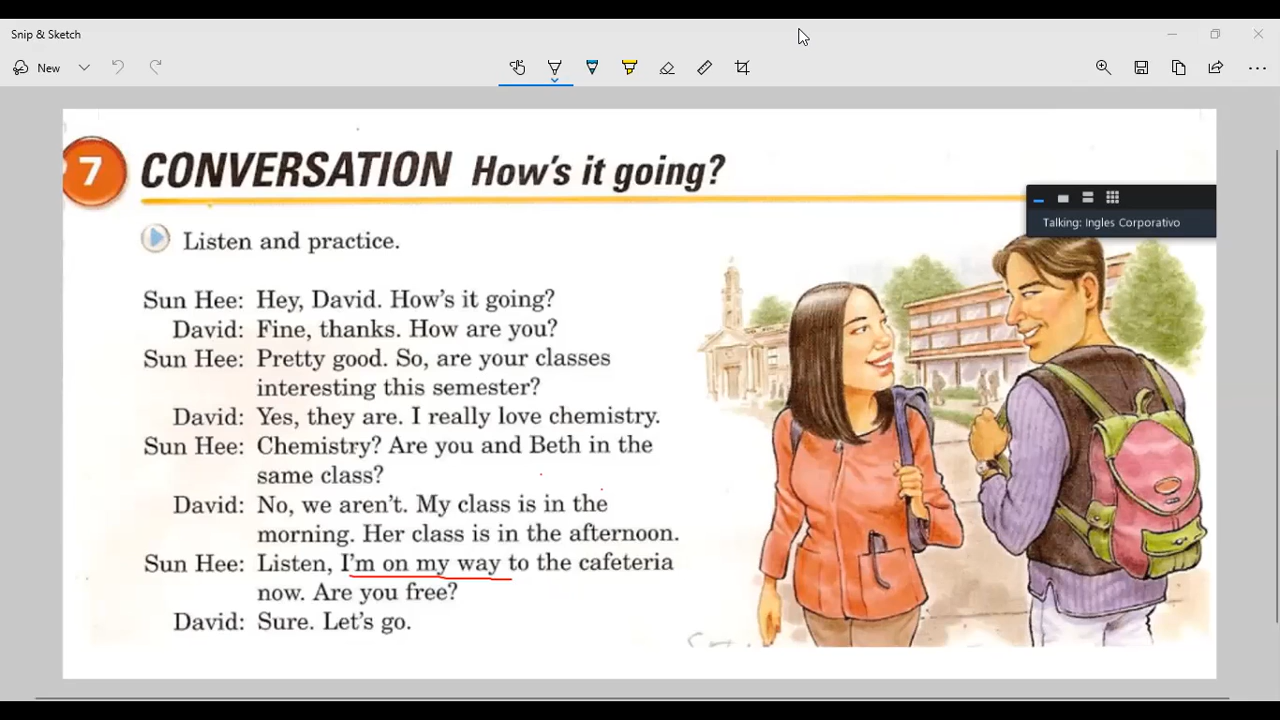 Snip & Sketch
New
7 CONVERSATION How's it going?
Talking: Ingles Corporativo
Listen and practice.
Sun Hee: Hey, David. How's it going?
David: Fine, thanks. How are you?
Sun Hee: Pretty good. So, are your classes
interesting this semester?
David: Yes, they are. I really love chemistry.
Sun Hee: Chemistry? Are you and Beth in the
same class?
David: No, we aren't. My class is in the
morning. Her class is in the afternoon.
Sun Hee: Listen, I'm on my way to the cafeteria
now. Are you free?
David: Sure. Let's go.